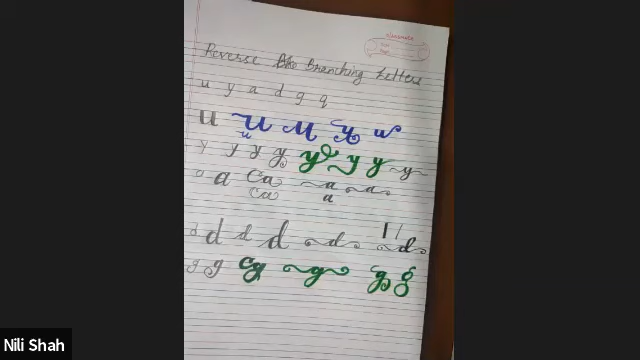 Reverse Branching Letters
u y a d g q
u u u y u
u
y y y y y y y y
a a a a a
a a
d d d d d d
g g g g g g
Nili Shah